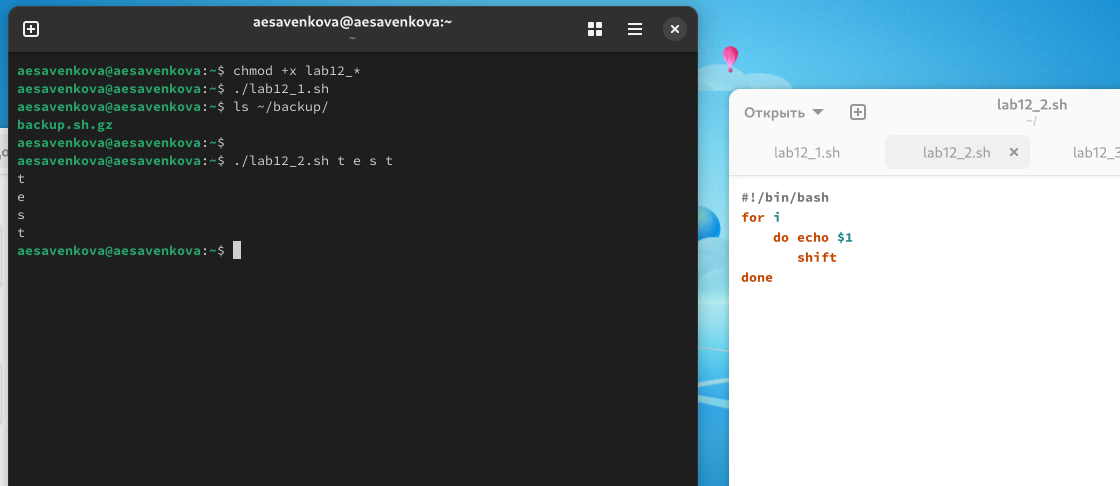 aesavenkova@aesavenkova:~
~
aesavenkova@aesavenkova:~$ chmod +x lab12_*
aesavenkova@aesavenkova:~$ ./lab12_1.sh
aesavenkova@aesavenkova:~$ ls ~/backup/
backup.sh.gz
aesavenkova@aesavenkova:~$
aesavenkova@aesavenkova:~$ ./lab12_2.sh t e s t
t
e
s
t
aesavenkova@aesavenkova:~$
Открыть
lab12_2.sh
~/
lab12_1.sh
lab12_2.sh
lab12_3
#!/bin/bash
for i
do echo $1
shift
done